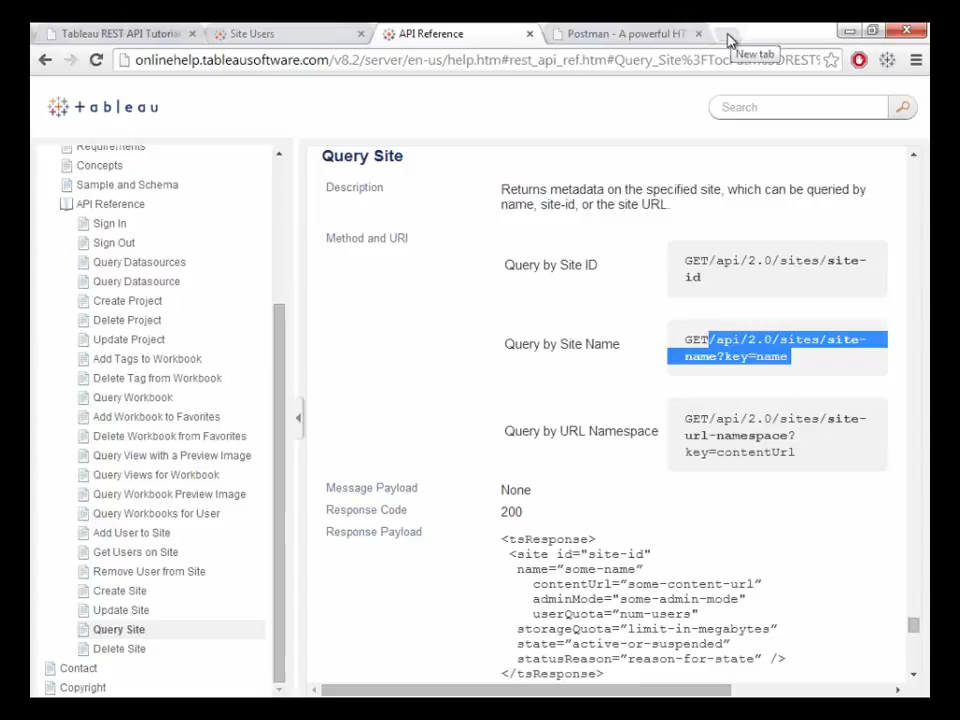 Tableau REST API Tutoria
Site Users
API Reference
Postman - A powerful HT
New tab
onlinehelp.tableausoftware.com/v8.2/server/en-us/help.htm#rest_api_ref.htm#Query_Site%3FTocPath%3DREST%
+ a b l e a u
Search
Requirements
Concepts
Sample and Schema
API Reference
Sign In
Sign Out
Query Datasources
Query Datasource
Create Project
Delete Project
Update Project
Add Tags to Workbook
Delete Tag from Workbook
Query Workbook
Add Workbook to Favorites
Delete Workbook from Favorites
Query View with a Preview Image
Query Views for Workbook
Query Workbook Preview Image
Query Workbooks for User
Add User to Site
Get Users on Site
Remove User from Site
Create Site
Update Site
Query Site
Delete Site
Contact
Copyright
Query Site
Description
Returns metadata on the specified site, which can be queried by
name, site-id, or the site URL.
Method and URI
Query by Site ID
GET/api/2.0/sites/site-
id
Query by Site Name
GET/api/2.0/sites/site-
name?key=name
Query by URL Namespace
GET/api/2.0/sites/site-
url-namespace?
key=contentUrl
Message Payload
None
Response Code
200
Response Payload
<tsResponse>
<site id="site-id"
name="some-name"
contentUrl="some-content-url"
adminMode="some-admin-mode"
userQuota="num-users"
storageQuota="limit-in-megabytes"
state="active-or-suspended"
statusReason="reason-for-state" />
</tsResponse>